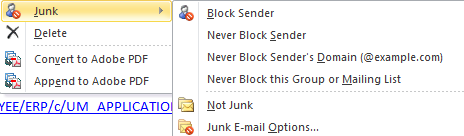 Junk
Delete
Convert to Adobe PDF
Append to Adobe PDF
YEE/ERP/c/UM_APPLICATION
Block Sender
Never Block Sender
Never Block Sender's Domain (@example.com)
Never Block this Group or Mailing List
Not Junk
Junk E-mail Options...